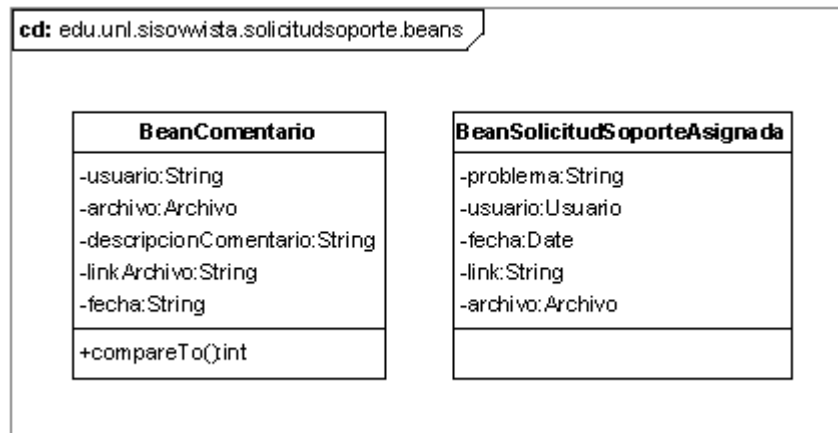 cd: edu.unl.sisowvista.solicitudsoporte.beans
BeanComentario
-usuario:String
-archivo:Archivo
-descripcionComentario:String
-linkArchivo:String
-fecha:String
+compareTo():int
BeanSolicitudSoporteAsignada
-problema:String
-usuario:Usuario
-fecha:Date
-link:String
-archivo:Archivo